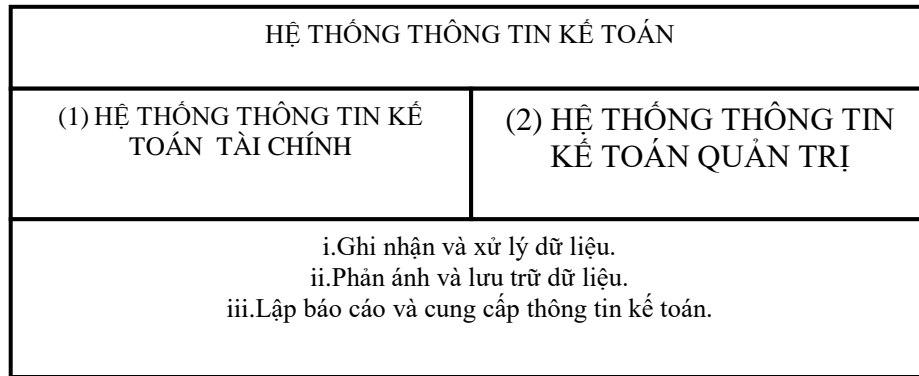 HỆ THỐNG THÔNG TIN KẾ TOÁN
(1) HỆ THỐNG THÔNG TIN KẾ
TOÁN TÀI CHÍNH
(2) HỆ THỐNG THÔNG TIN
KẾ TOÁN QUẢN TRỊ
i.Ghi nhận và xử lý dữ liệu.
ii.Phản ánh và lưu trữ dữ liệu.
iii.Lập báo cáo và cung cấp thông tin kế toán.